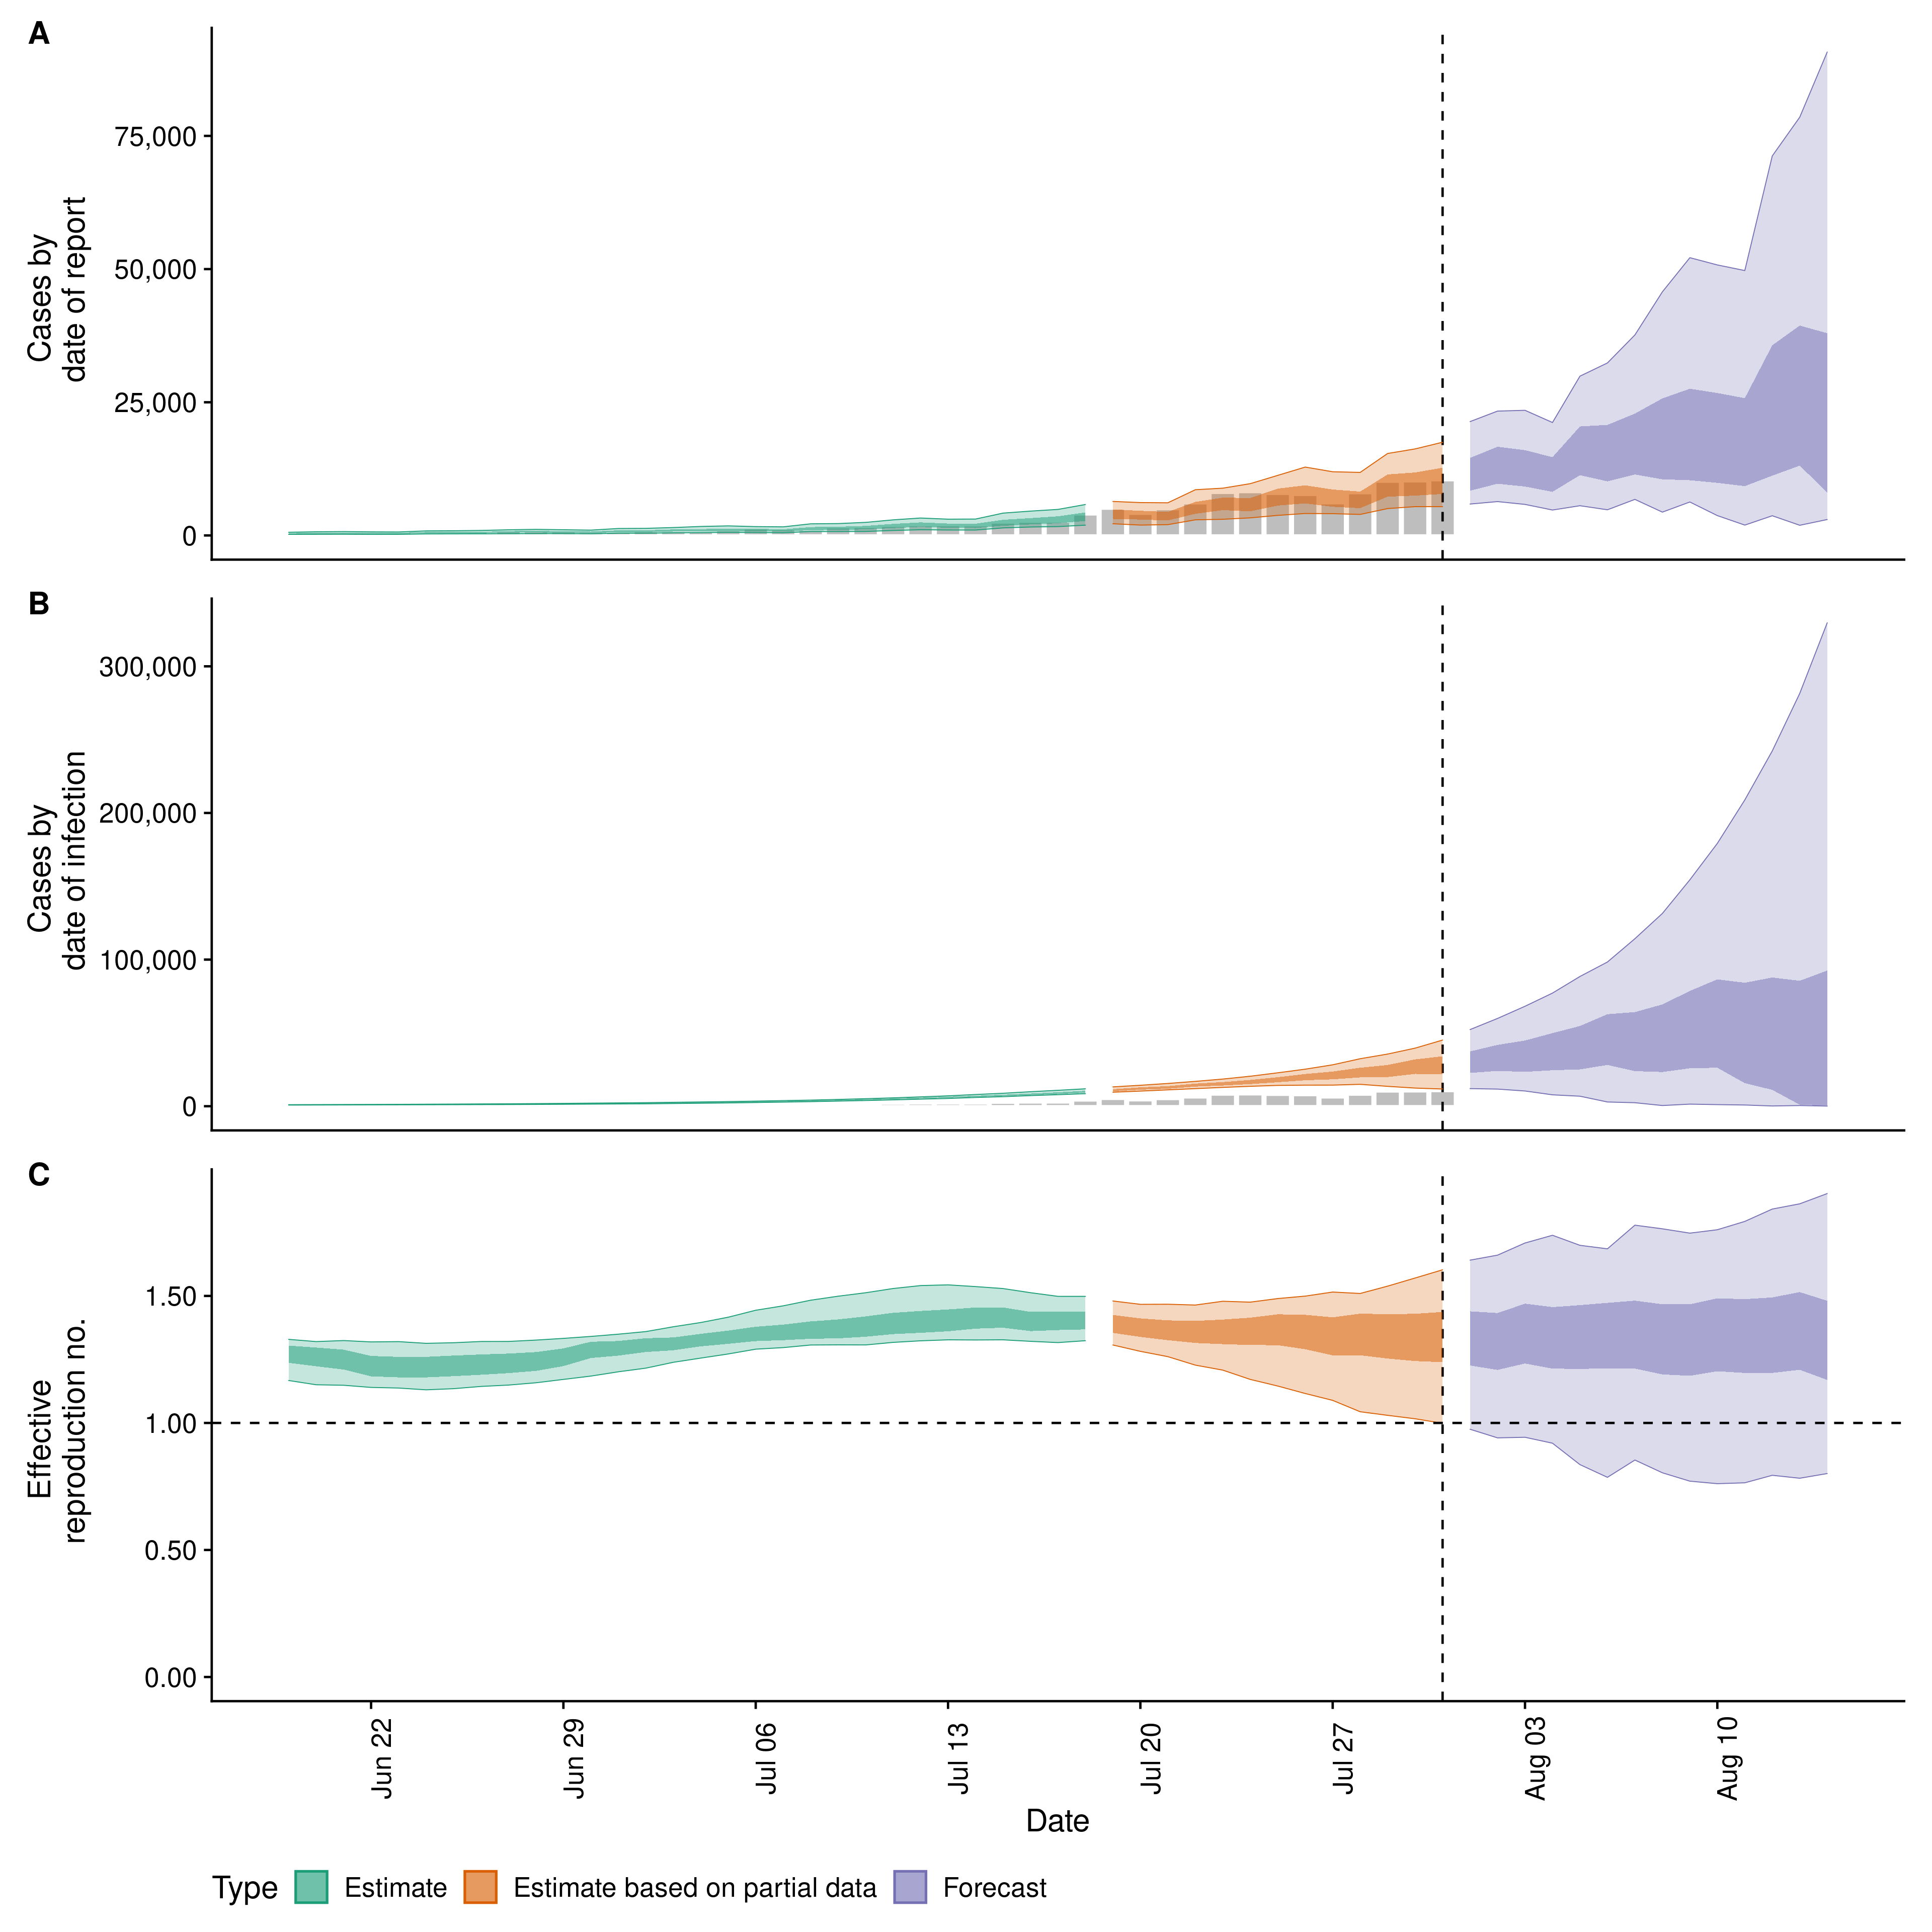 A
Cases by
date of report
75,000
50,000
25,000
0
B
Cases by
date of infection
300,000
200,000
100,000
0
C
Effective
reproduction no.
1.50
1.00
0.50
0.00
Jun 22
Jun 29
Jul 06
Jul 13
Jul 20
Jul 27
Aug 03
Aug 10
Date
Type Estimate Estimate based on partial data Forecast